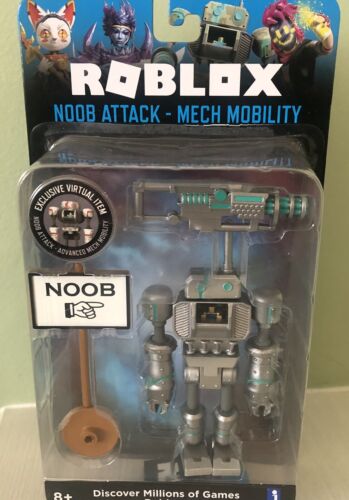 ROBLOX
NOOB ATTACK - MECH MOBILITY
EXCLUSIVE VIRTUAL ITEM
NOOB ATTACK - ADVANCED MECH MOBILITY
NOOB
8+
Discover Millions of Games